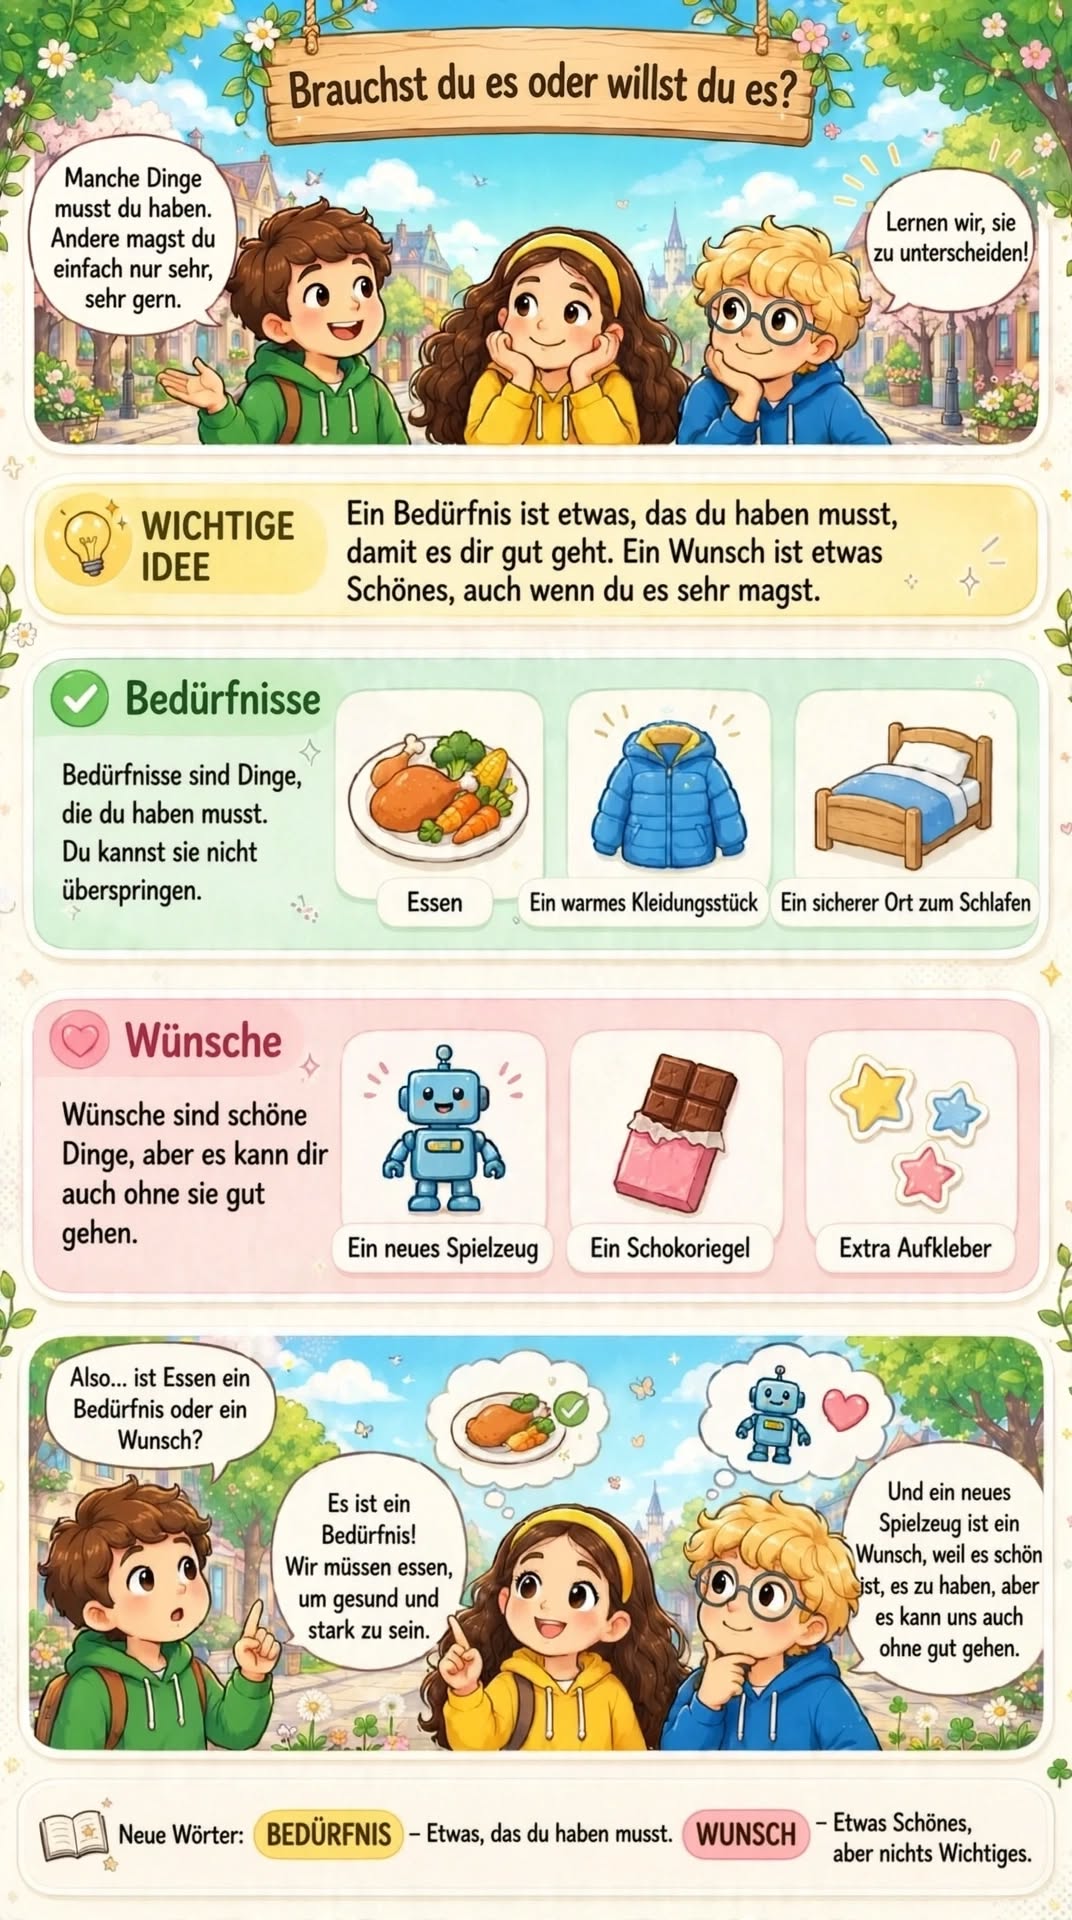 Brauchst du es oder willst du es?
Manche Dinge
musst du haben.
Andere magst du
einfach nur sehr,
sehr gern.
Lernen wir, sie
zu unterscheiden!
WICHTIGE
IDEE
Ein Bedürfnis ist etwas, das du haben musst,
damit es dir gut geht. Ein Wunsch ist etwas
Schönes, auch wenn du es sehr magst.
Bedürfnisse
Bedürfnisse sind Dinge,
die du haben musst.
Du kannst sie nicht
überspringen.
Essen
Ein warmes Kleidungsstück
Ein sicherer Ort zum Schlafen
Wünsche
Wünsche sind schöne
Dinge, aber es kann dir
auch ohne sie gut
gehen.
Ein neues Spielzeug
Ein Schokoriegel
Extra Aufkleber
Also... ist Essen ein
Bedürfnis oder ein
Wunsch?
Es ist ein
Bedürfnis!
Wir müssen essen,
um gesund und
stark zu sein.
Und ein neues
Spielzeug ist ein
Wunsch, weil es schön
ist, es zu haben, aber
es kann uns auch
ohne gut gehen.
Neue Wörter: BEDÜRFNIS – Etwas, das du haben musst.
WUNSCH – Etwas Schönes,
aber nichts Wichtiges.